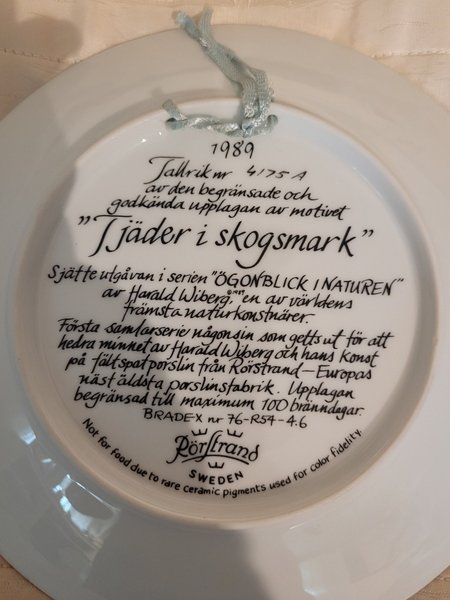 1989
Tallrik nr 4175 A
av den begränsade och
godkända upplagan av motivet
"Tjäder i skogsmark"
Sjätte utgåvan i serien "ÖGONBLICK I NATUREN"
av Harald Wiberg, en av världens
främsta naturkonstnärer.
Första samlarserie någonsin som getts ut för att
hedra minnet av Harald Wiberg och hans konst
på fältspatporslin från Rörstrand – Europas
näst äldsta porslinsfabrik. Upplagan
begränsad till maximum 100 bränndagar.
BRADEX nr 76-R54-4.6
Rörstrand
SWEDEN
Not for food due to rare ceramic pigments used for color fidelity.